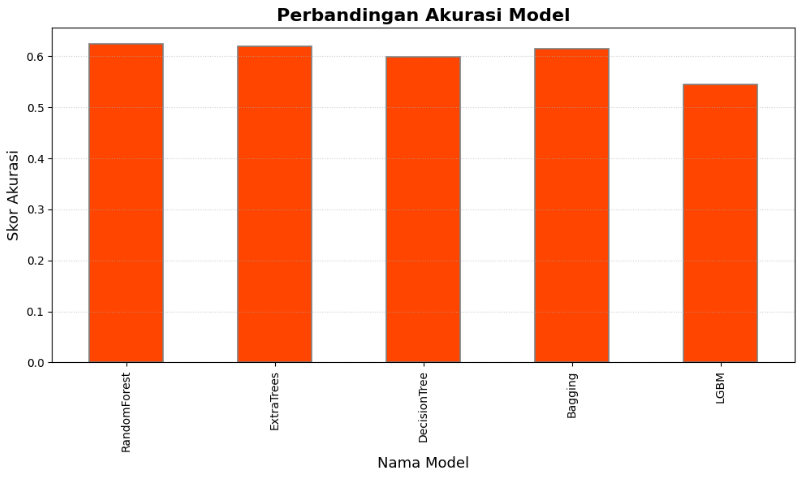 Perbandingan Akurasi Model
Skor Akurasi
0.6
0.5
0.4
0.3
0.2
0.1
0.0
RandomForest
ExtraTrees
DecisionTree
Bagging
LGBM
Nama Model